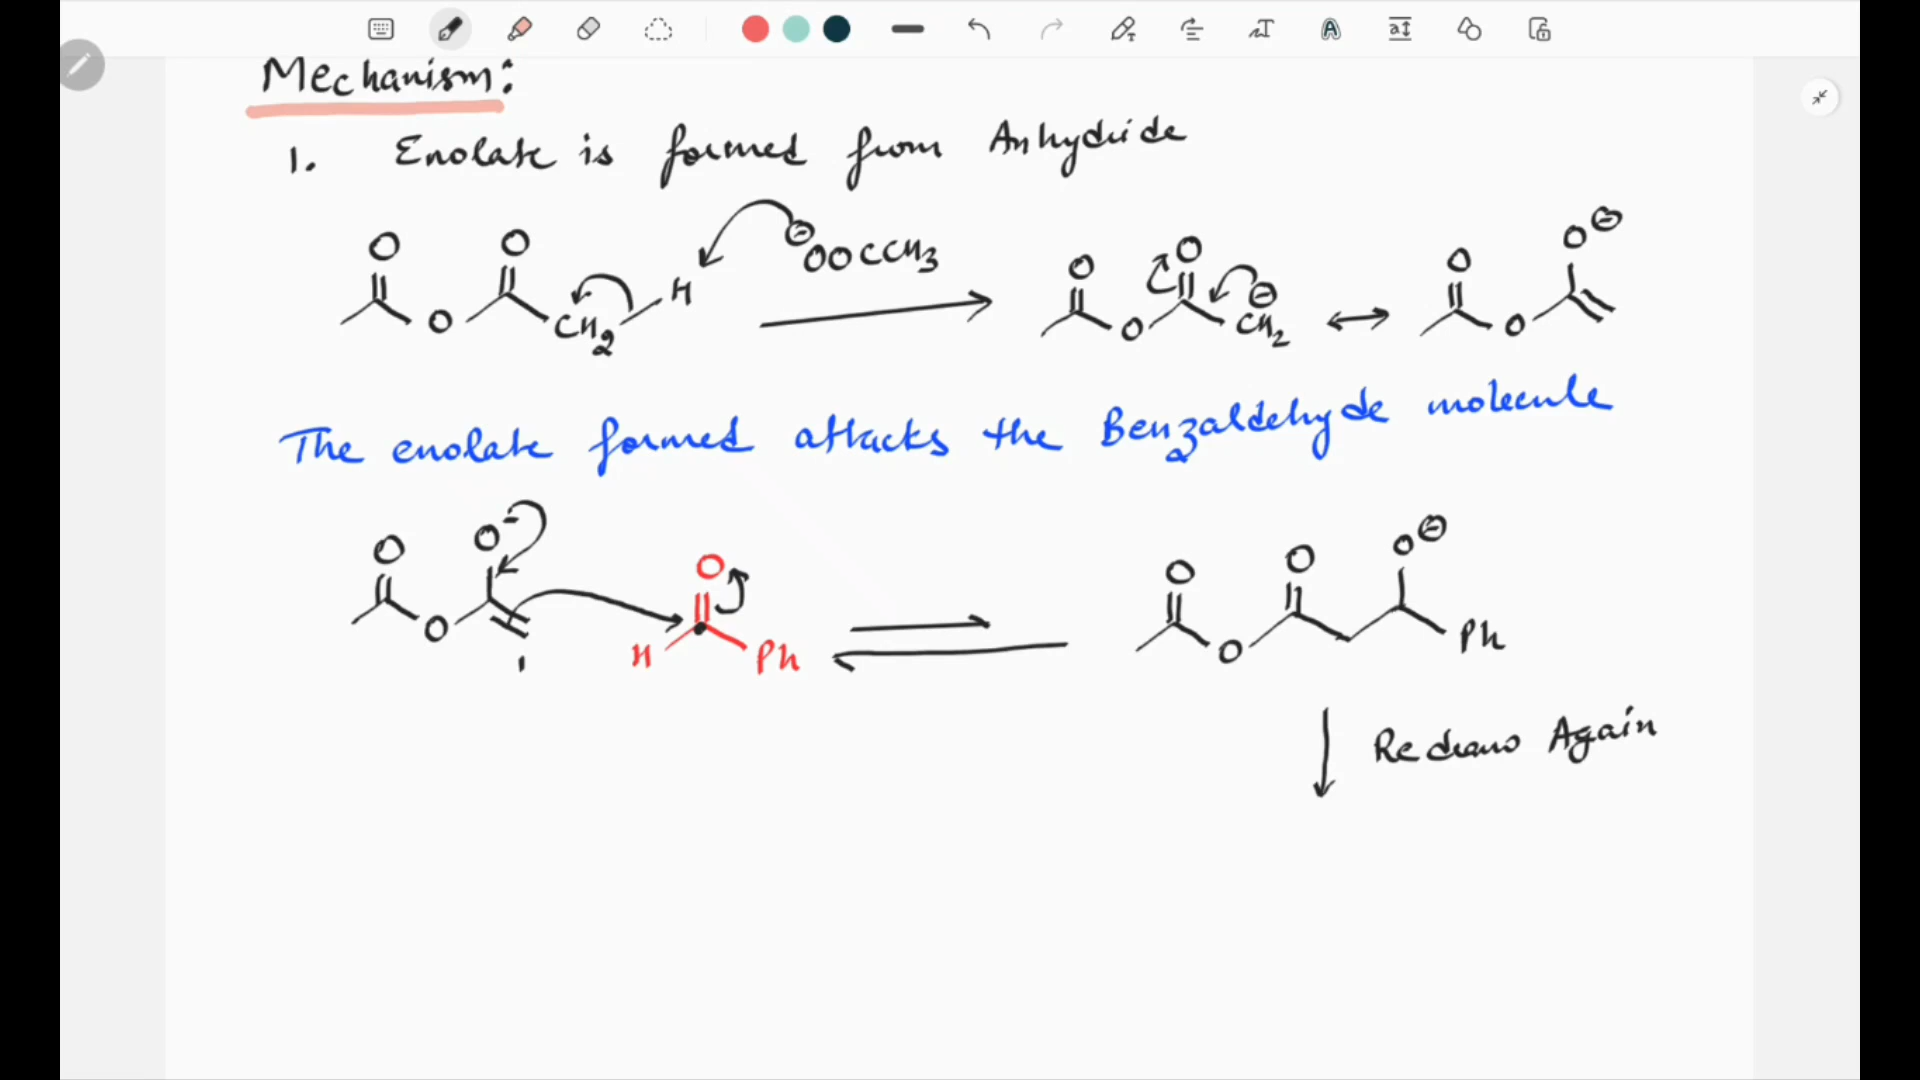 Mechanism:
1. Enolate is formed from Anhydride
O O H ⊖OOCCH3 O O O O⊖
O CH2 O ⊖CH2 O
The enolate formed attacks the Benzaldehyde molecule
O O- O O O O⊖
O H Ph O Ph
Redraw Again